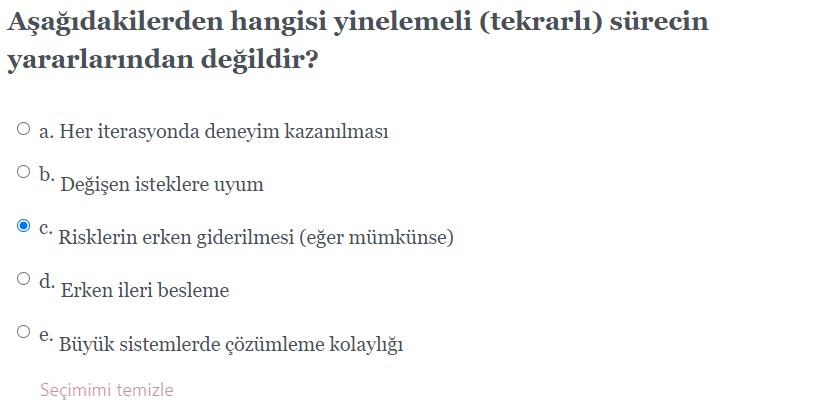 Aşağıdakilerden hangisi yinelemeli (tekrarlı) sürecin
yararlarından değildir?
a. Her iterasyonda deneyim kazanılması
b. Değişen isteklere uyum
c. Risklerin erken giderilmesi (eğer mümkünse)
d. Erken ileri besleme
e. Büyük sistemlerde çözümleme kolaylığı
Seçimimi temizle